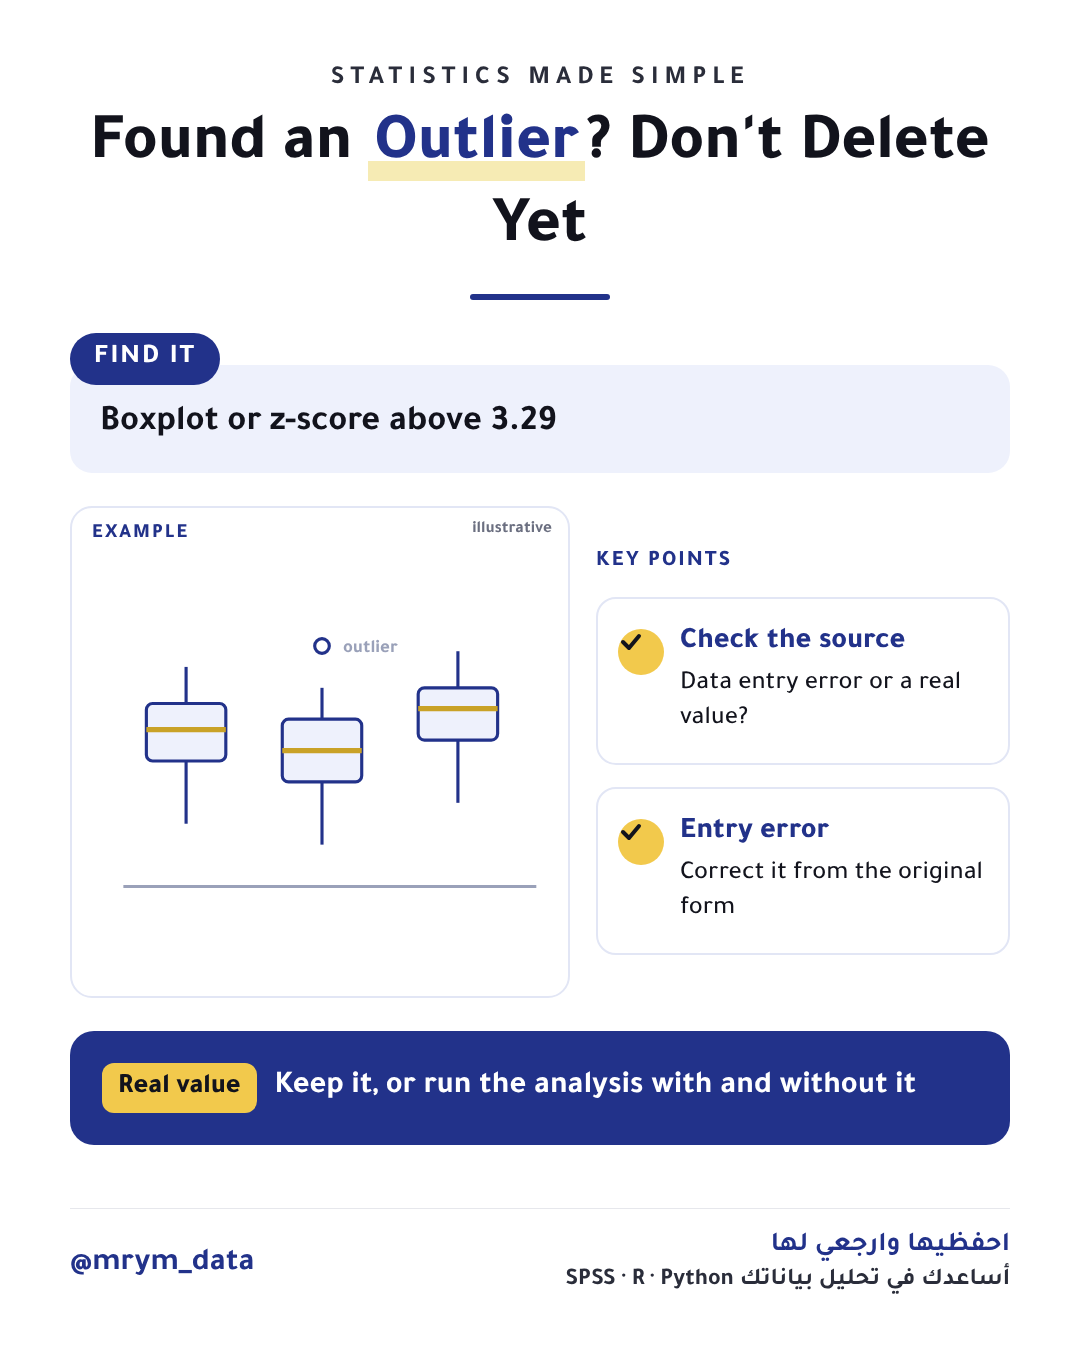 STATISTICS MADE SIMPLE
Found an Outlier? Don't Delete
Yet
FIND IT
Boxplot or z-score above 3.29
EXAMPLE
illustrative
outlier
KEY POINTS
Check the source
Data entry error or a real
value?
Entry error
Correct it from the original
form
Real value
Keep it, or run the analysis with and without it
@mrym_data
احفظيها وارجعي لها
أساعدك في تحليل بياناتك SPSS · R · Python